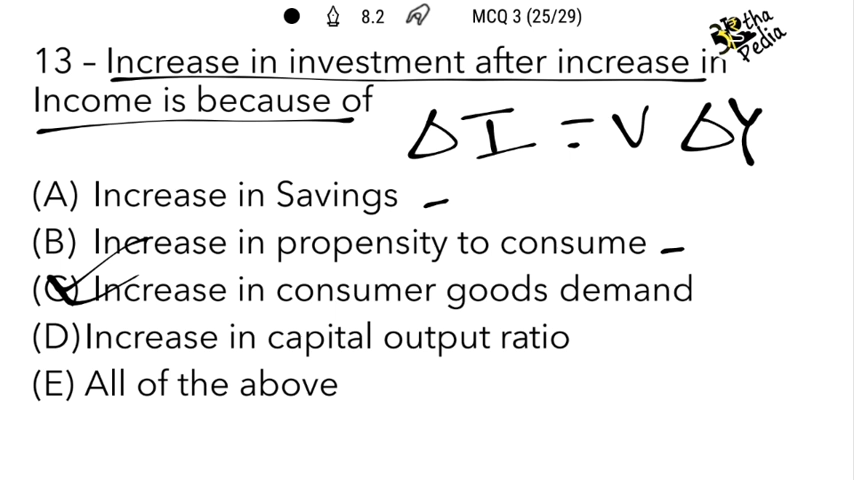 8.2 MCQ 3 (25/29)
রtha
Pedia
13 – Increase in investment after increase in
Income is because of
Δ I = V ΔY
(A) Increase in Savings –
(B) Increase in propensity to consume –
(C) Increase in consumer goods demand
(D)Increase in capital output ratio
(E) All of the above